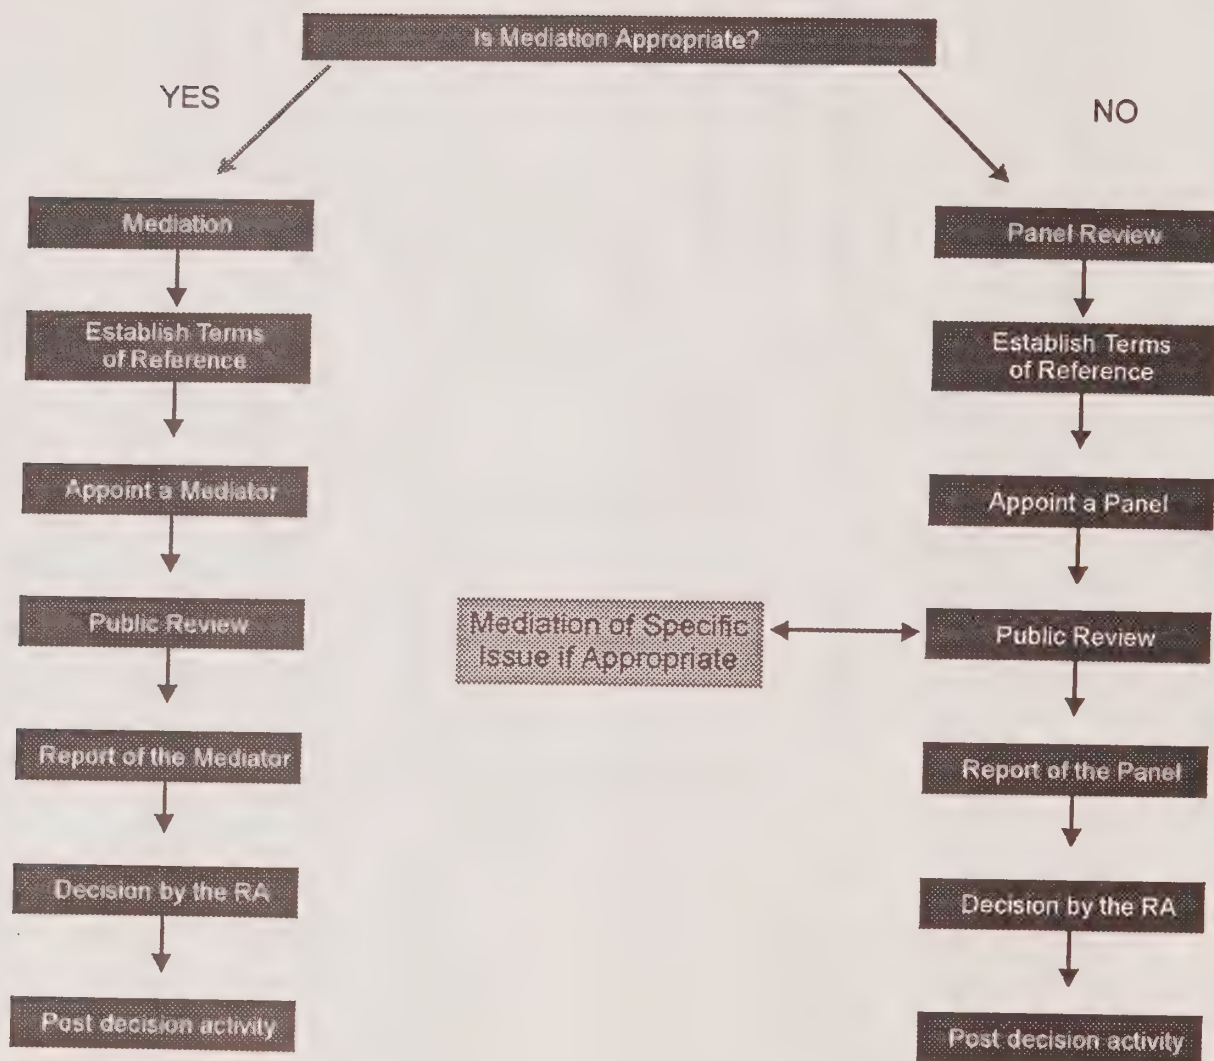 Is Mediation Appropriate?
YES
NO
Mediation
Establish Terms
of Reference
Appoint a Mediator
Public Review
Report of the Mediator
Decision by the RA
Post decision activity
Mediation of Specific
Issue if Appropriate
Panel Review
Establish Terms
of Reference
Appoint a Panel
Public Review
Report of the Panel
Decision by the RA
Post decision activity